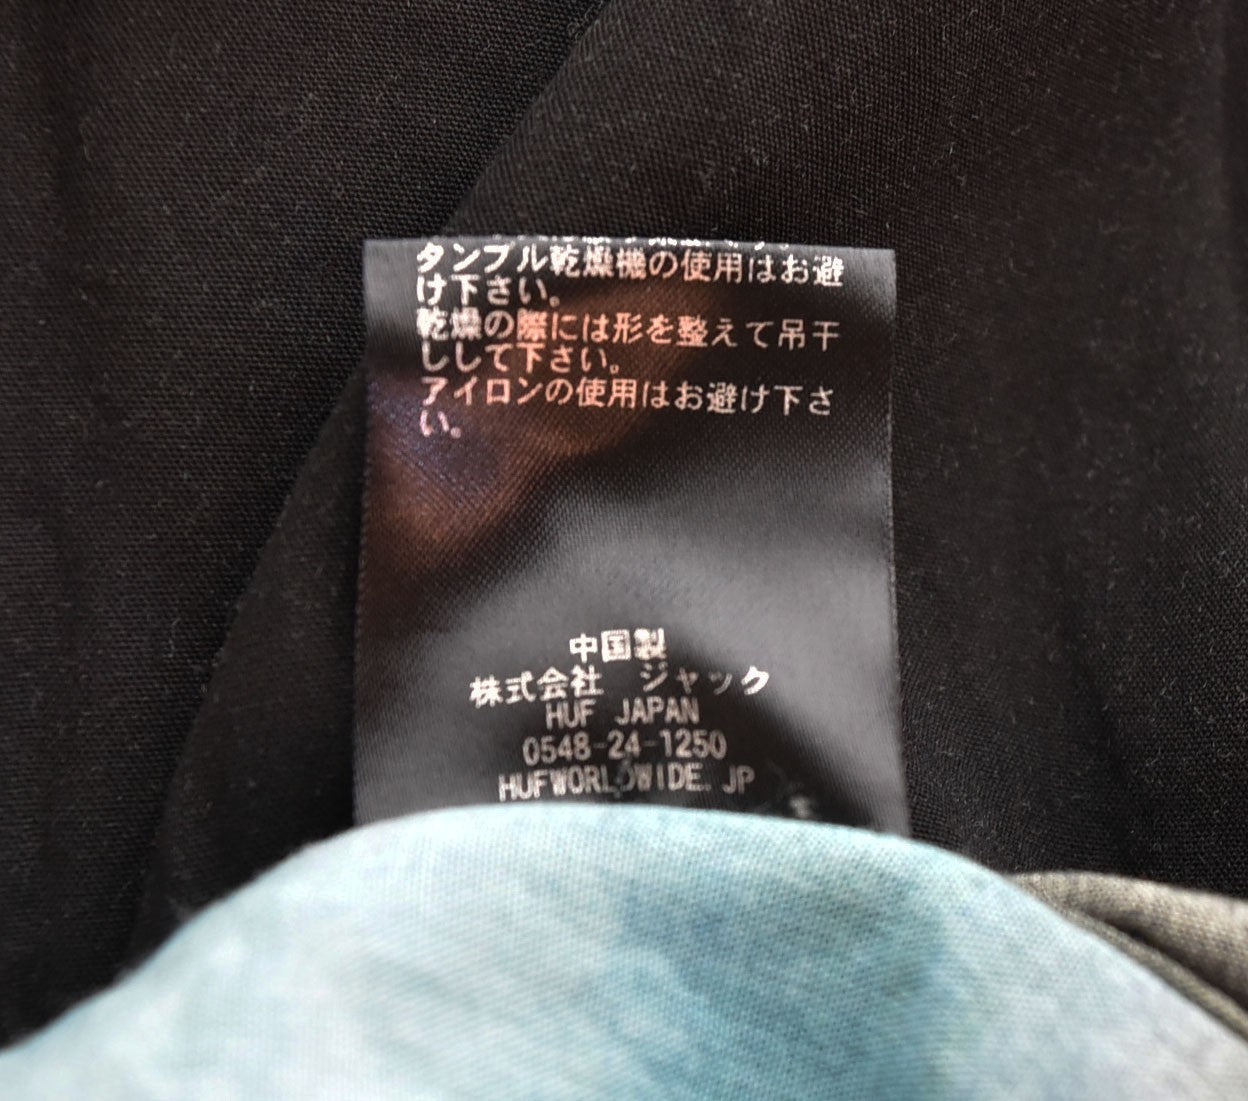 タンブル乾燥機の使用はお避
け下さい。
乾燥の際には形を整えて吊干
しして下さい。
アイロンの使用はお避け下さ
い。
中国製
株式会社　ジャック
HUF JAPAN
0548-24-1250
HUFWORLDWIDE.JP